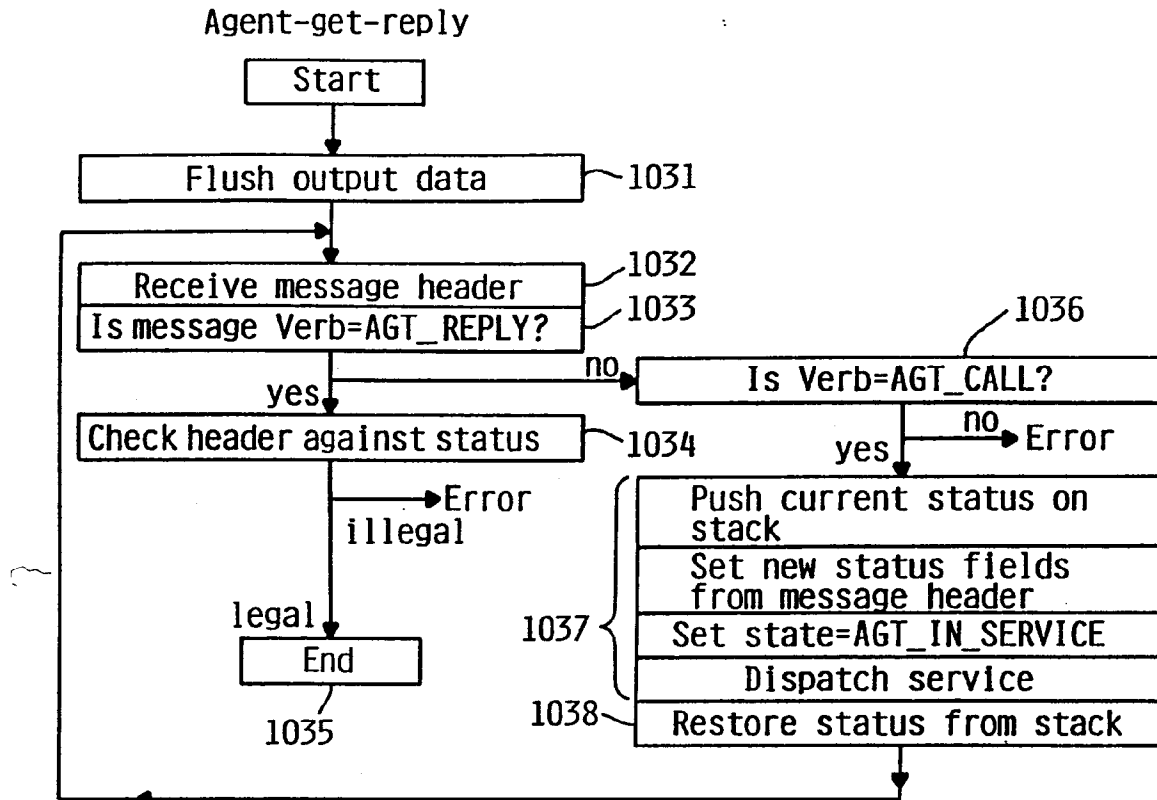 Agent-get-reply
Start
Flush output data
1031
Receive message header
1032
Is message Verb=AGT_REPLY?
1033
yes
no
Is Verb=AGT_CALL?
1036
Check header against status
1034
yes
no
Error
Error
illegal
legal
End
1035
1037
Push current status on
stack
Set new status fields
from message header
Set state=AGT_IN_SERVICE
Dispatch service
1038
Restore status from stack